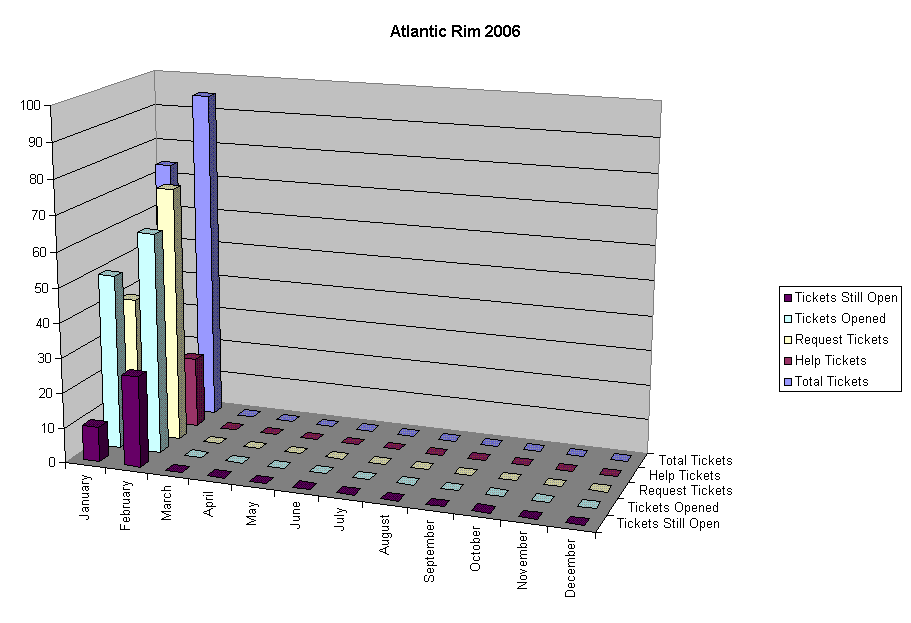 Atlantic Rim 2006
100
90
80
70
60
50
40
30
20
10
0
January
February
March
April
May
June
July
August
September
October
November
December
Total Tickets
Help Tickets
Request Tickets
Tickets Opened
Tickets Still Open
Tickets Still Open
Tickets Opened
Request Tickets
Help Tickets
Total Tickets